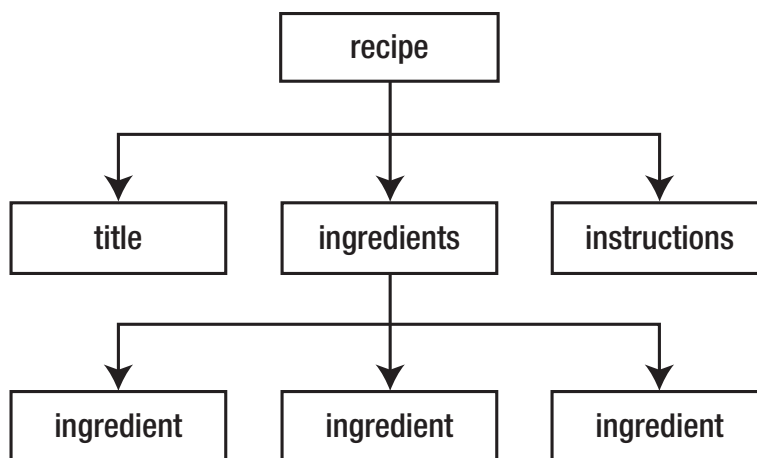 recipe
title
ingredients
instructions
ingredient
ingredient
ingredient